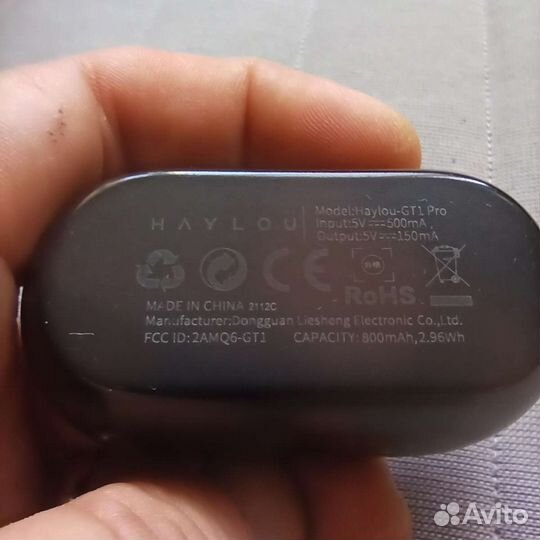 HAYLOU
Model:Haylou-GT1 Pro
Input:5V⎓500mA
Output:5V⎓150mA
CE
RoHS
MADE IN CHINA 2112C
Manufacturer:Dongguan Liesheng Electronic Co.,Ltd.
FCC ID: 2AMQ6-GT1 CAPACITY: 800mAh, 2.96Wh
Avito